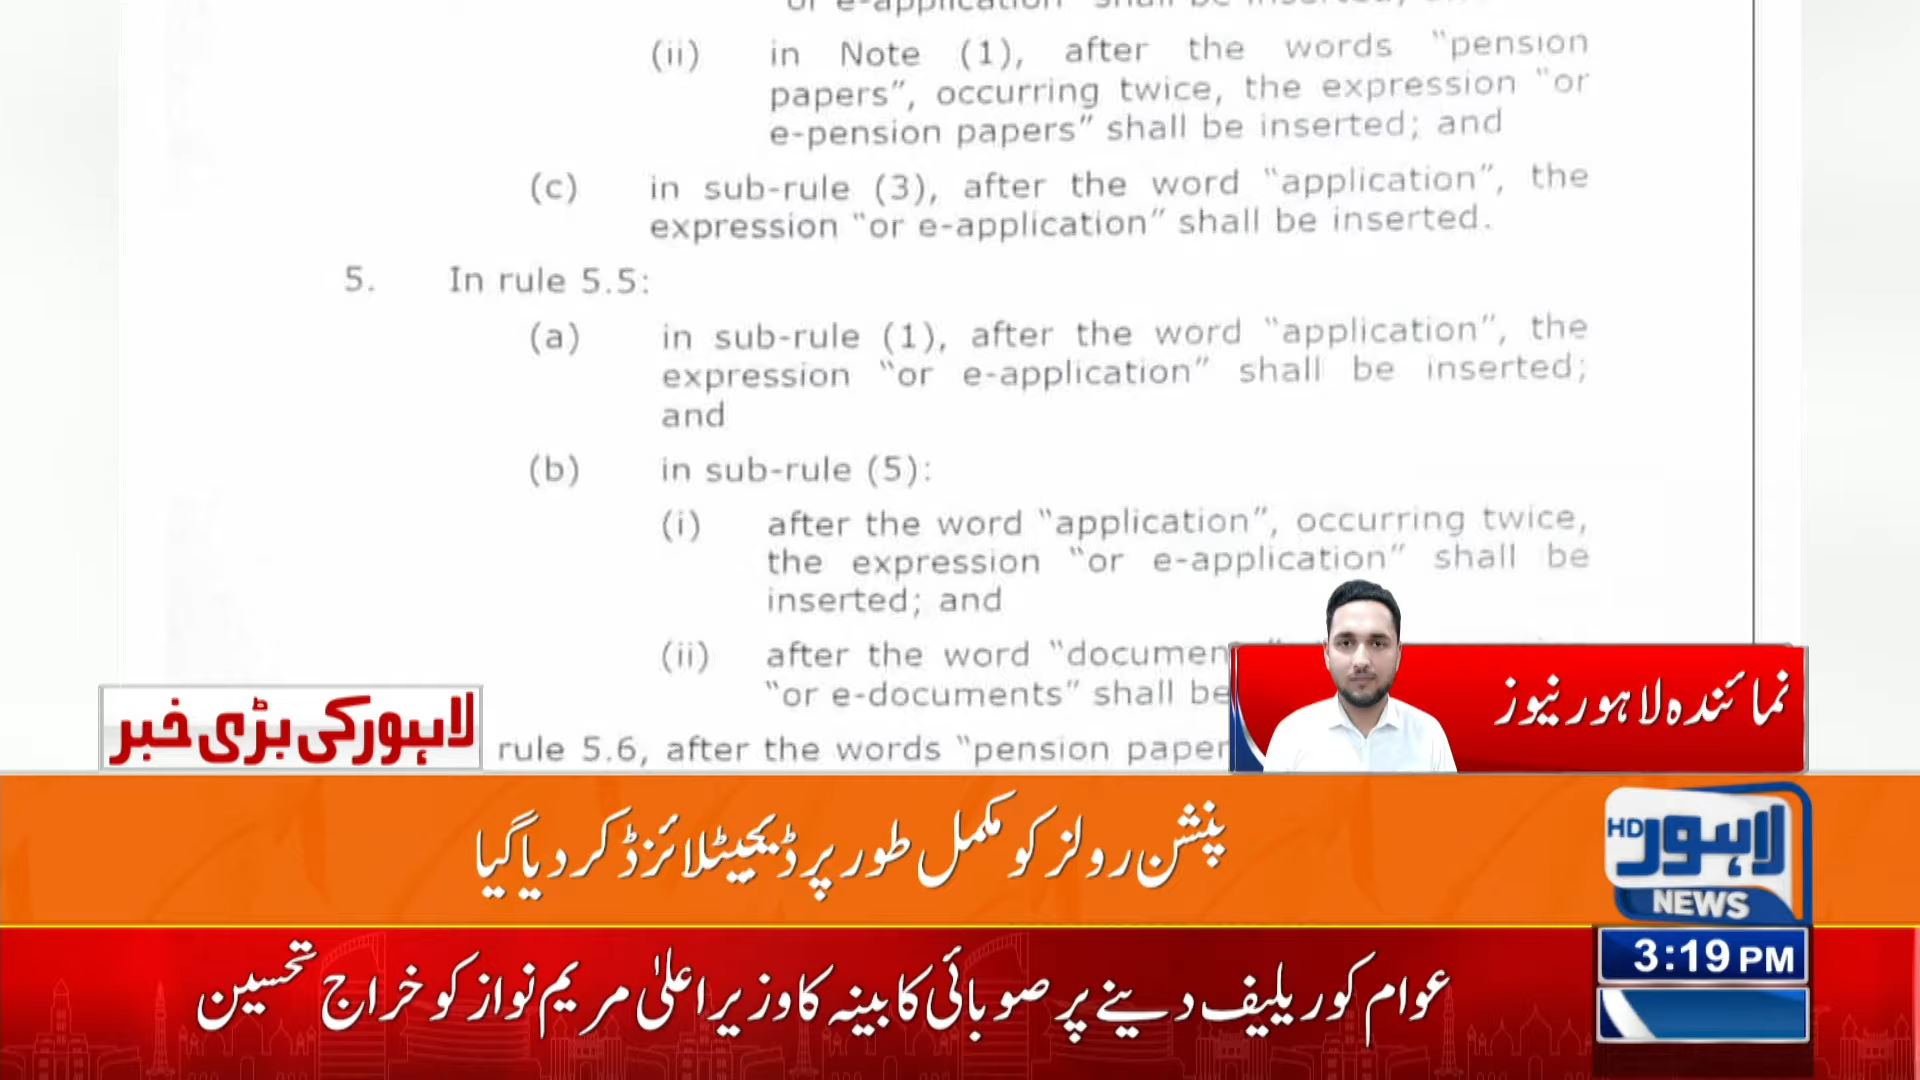 (ii) in Note (1), after the words "pension
papers", occurring twice, the expression "or
e-pension papers" shall be inserted; and
(c) in sub-rule (3), after the word "application", the
expression "or e-application" shall be inserted.
5. In rule 5.5:
(a) in sub-rule (1), after the word "application", the
expression "or e-application" shall be inserted;
and
(b) in sub-rule (5):
(i) after the word "application", occurring twice,
the expression "or e-application" shall be
inserted; and
(ii) after the word "documen
"or e-documents" shall be
rule 5.6, after the words "pension paper
نمائندہ لاہور نیوز
لاہور کی بڑی خبر
پنشن رولز کو مکمل طور پر ڈیجیٹلائزڈ کر دیا گیا
لاہور HD
NEWS
3:19 PM
عوام کو ریلیف دینے پر صوبائی کابینہ کا وزیراعلیٰ مریم نواز کو خراج تحسین